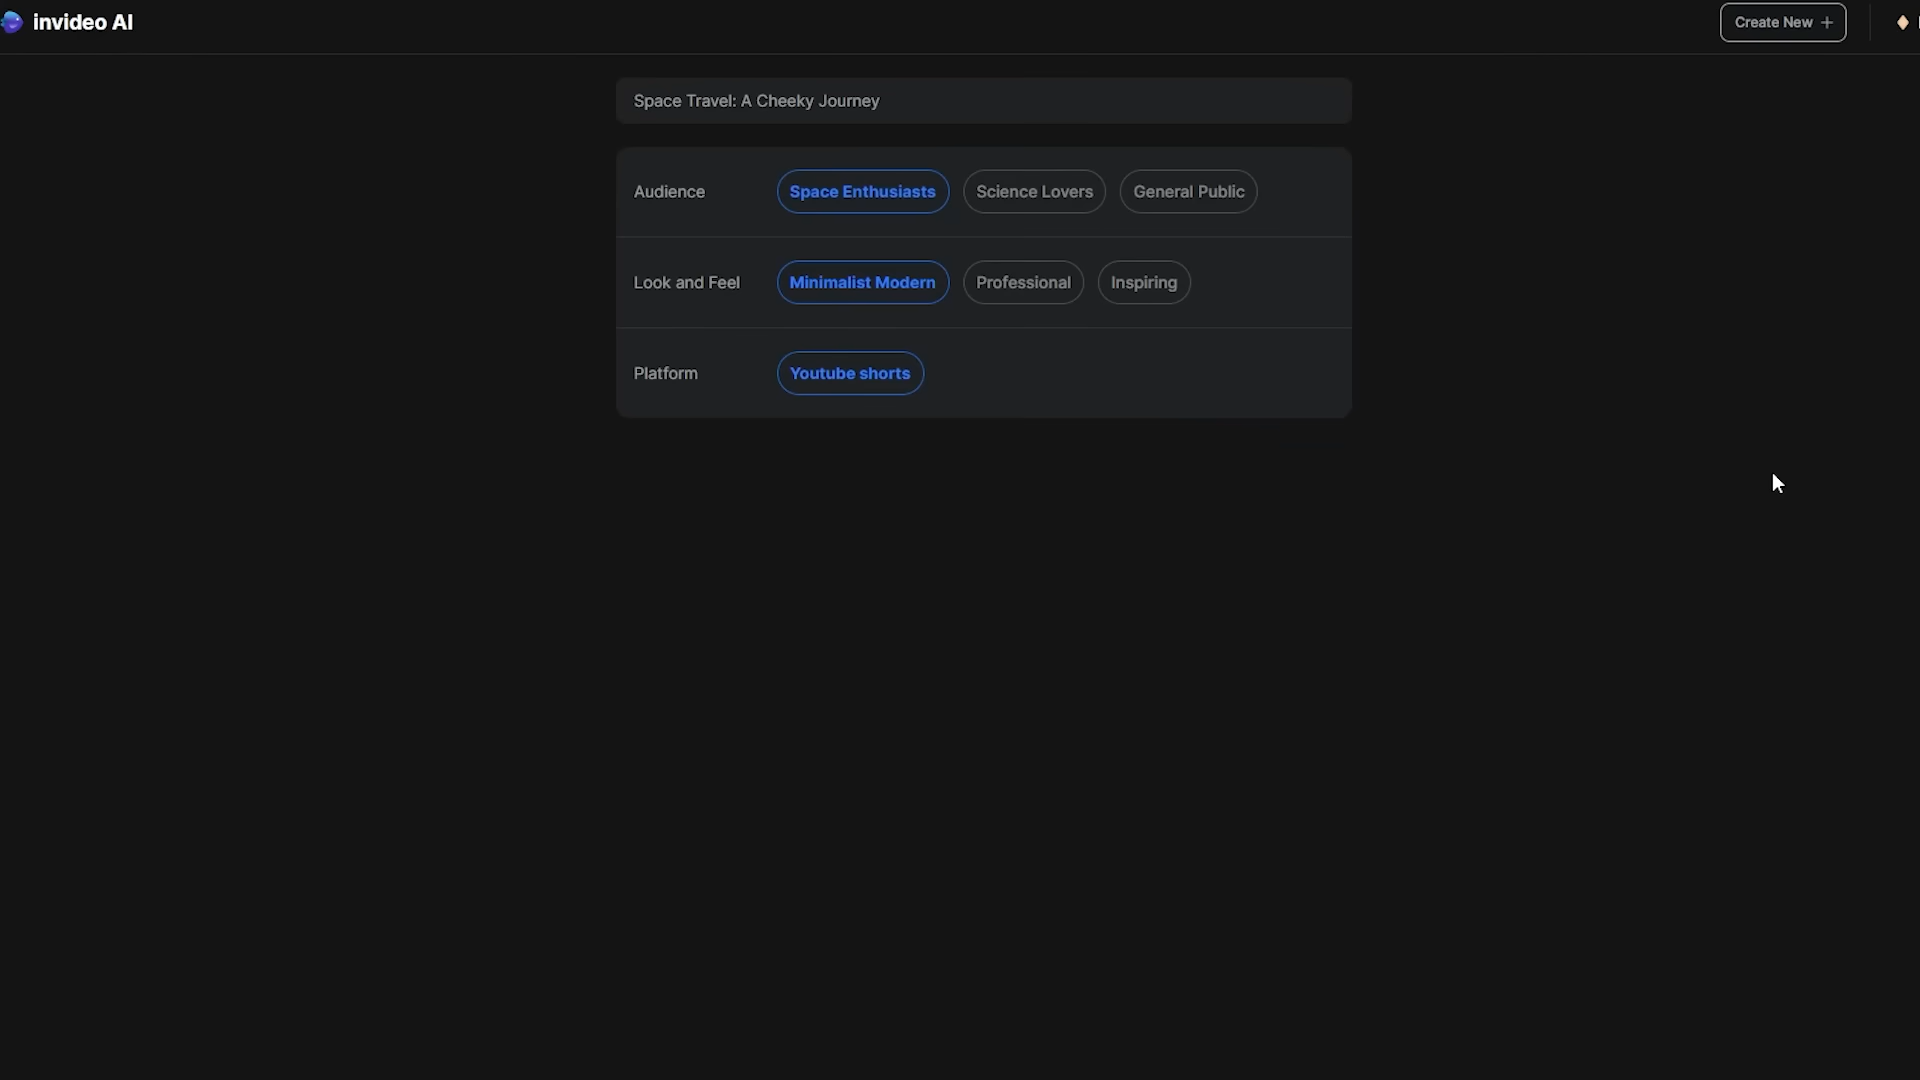 invideo AI
Create New +
Space Travel: A Cheeky Journey
Audience Space Enthusiasts Science Lovers General Public
Look and Feel Minimalist Modern Professional Inspiring
Platform Youtube shorts